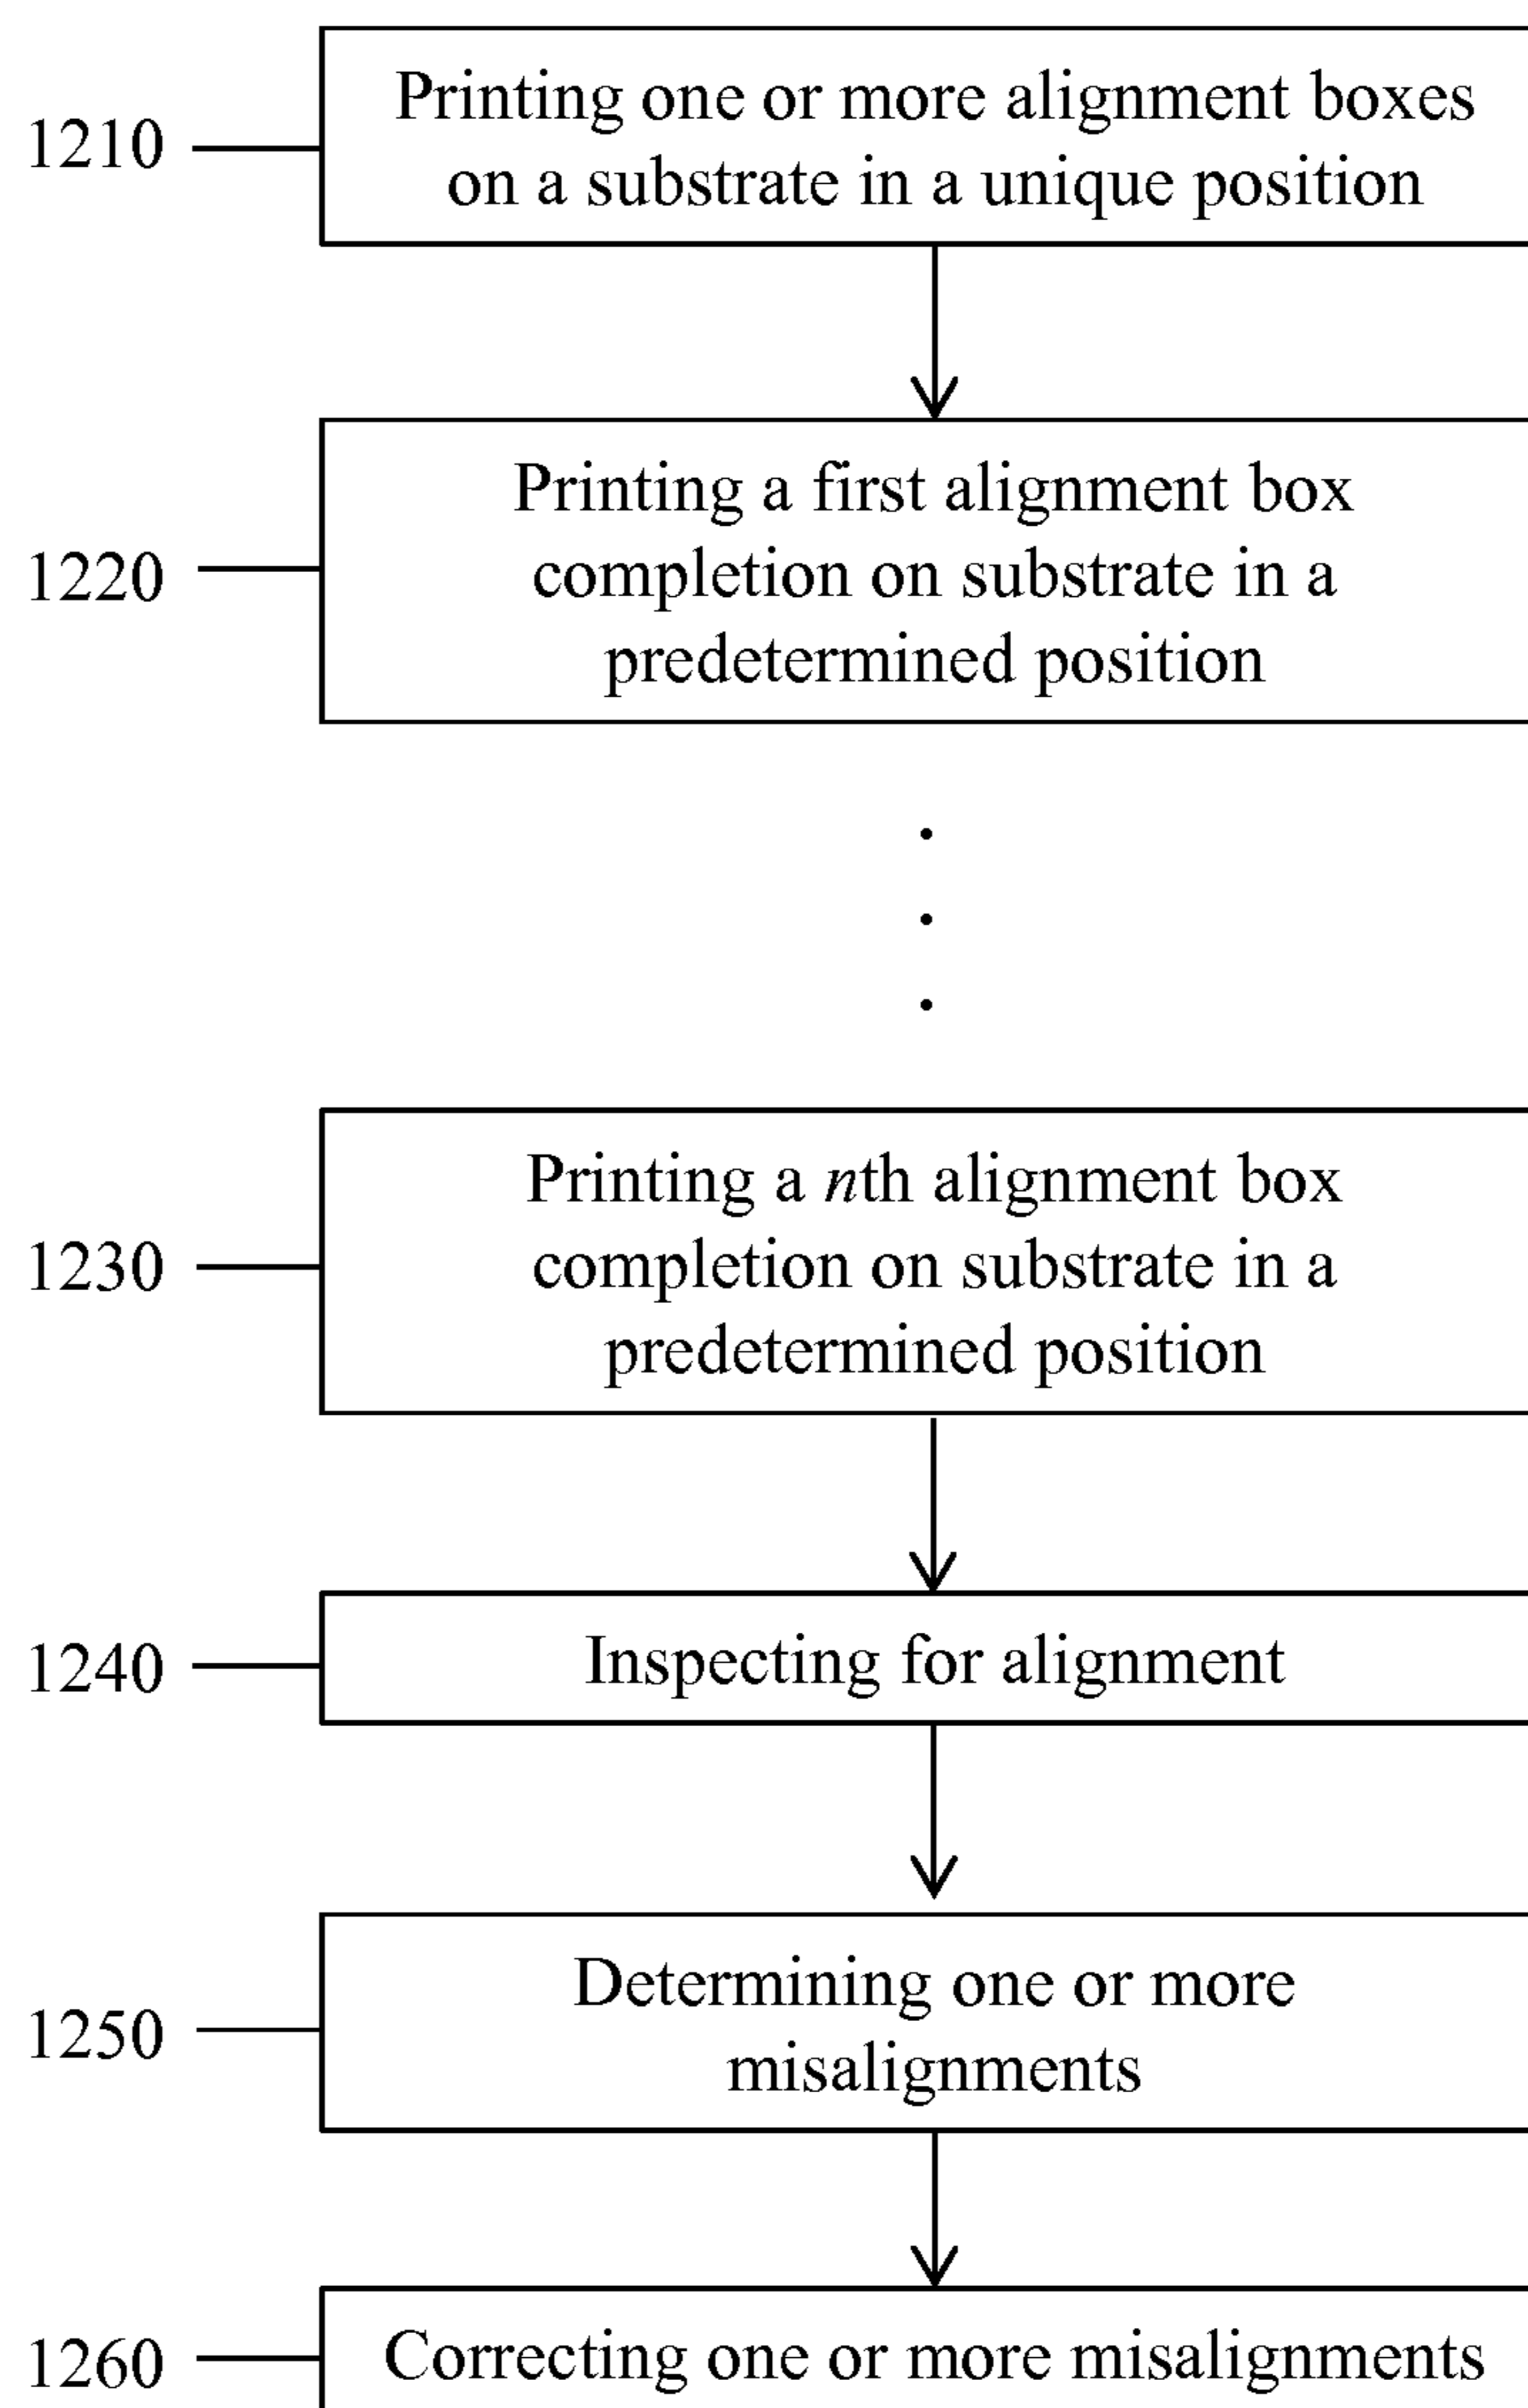 1210
Printing one or more alignment boxes
on a substrate in a unique position
1220
Printing a first alignment box
completion on substrate in a
predetermined position
.
.
.
1230
Printing a nth alignment box
completion on substrate in a
predetermined position
1240
Inspecting for alignment
1250
Determining one or more
misalignments
1260
Correcting one or more misalignments